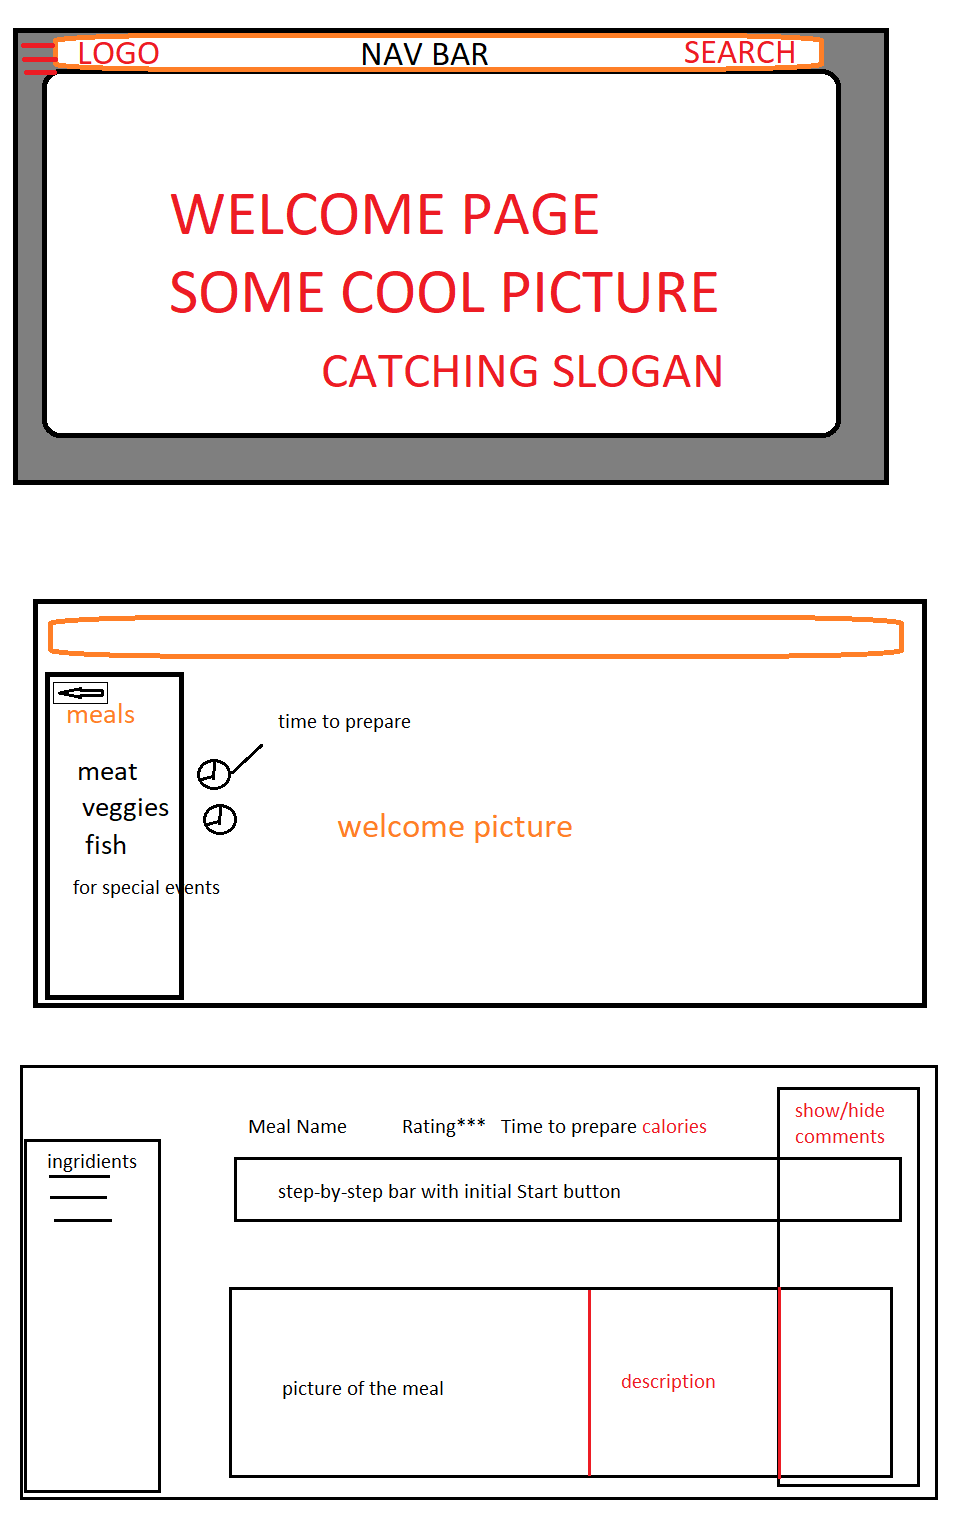 LOGO NAV BAR SEARCH
WELCOME PAGE
SOME COOL PICTURE
CATCHING SLOGAN
meals
time to prepare
meat
veggies
fish
welcome picture
for special events
show/hide
comments
Meal Name Rating*** Time to prepare calories
ingridients
step-by-step bar with initial Start button
picture of the meal
description